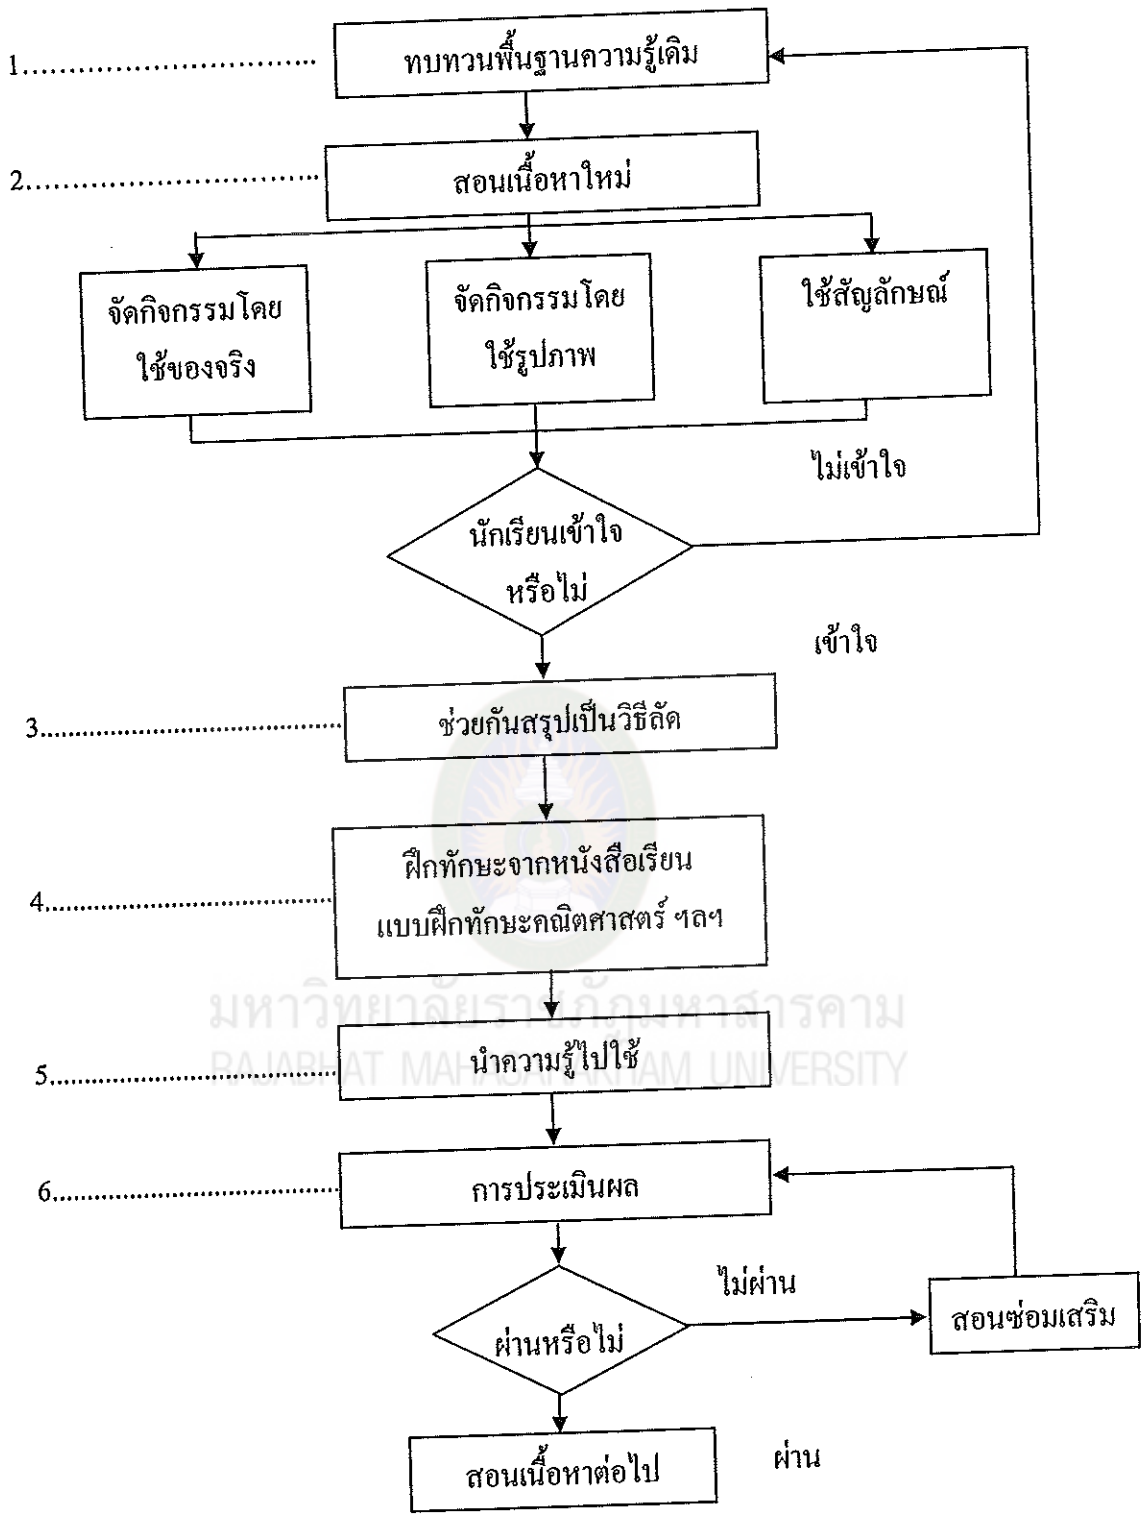 1.................................
ทบทวนพื้นฐานความรู้เดิม
2.................................
สอนเนื้อหาใหม่
จัดกิจกรรมโดย
ใช้ของจริง
จัดกิจกรรมโดย
ใช้รูปภาพ
ใช้สัญลักษณ์
ไม่เข้าใจ
นักเรียนเข้าใจ
หรือไม่
เข้าใจ
3.................................
ช่วยกันสรุปเป็นวิธีลัด
4.................................
ฝึกทักษะจากหนังสือเรียน
แบบฝึกทักษะคณิตศาสตร์ ฯลฯ
มหาวิทยาลัยราชภัฏมหาสารคาม
5.................................
นำความรู้ไปใช้
RAJABHAT MAHASARAKHAM UNIVERSITY
6.................................
การประเมินผล
ไม่ผ่าน
สอนซ่อมเสริม
ผ่านหรือไม่
สอนเนื้อหาต่อไป
ผ่าน